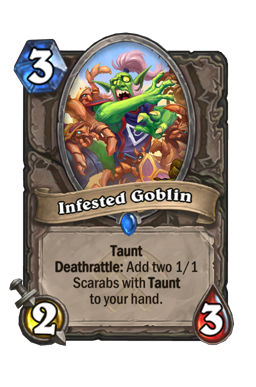 3
Infested Goblin
Taunt
Deathrattle: Add two 1/1
Scarabs with Taunt
to your hand.
2
3